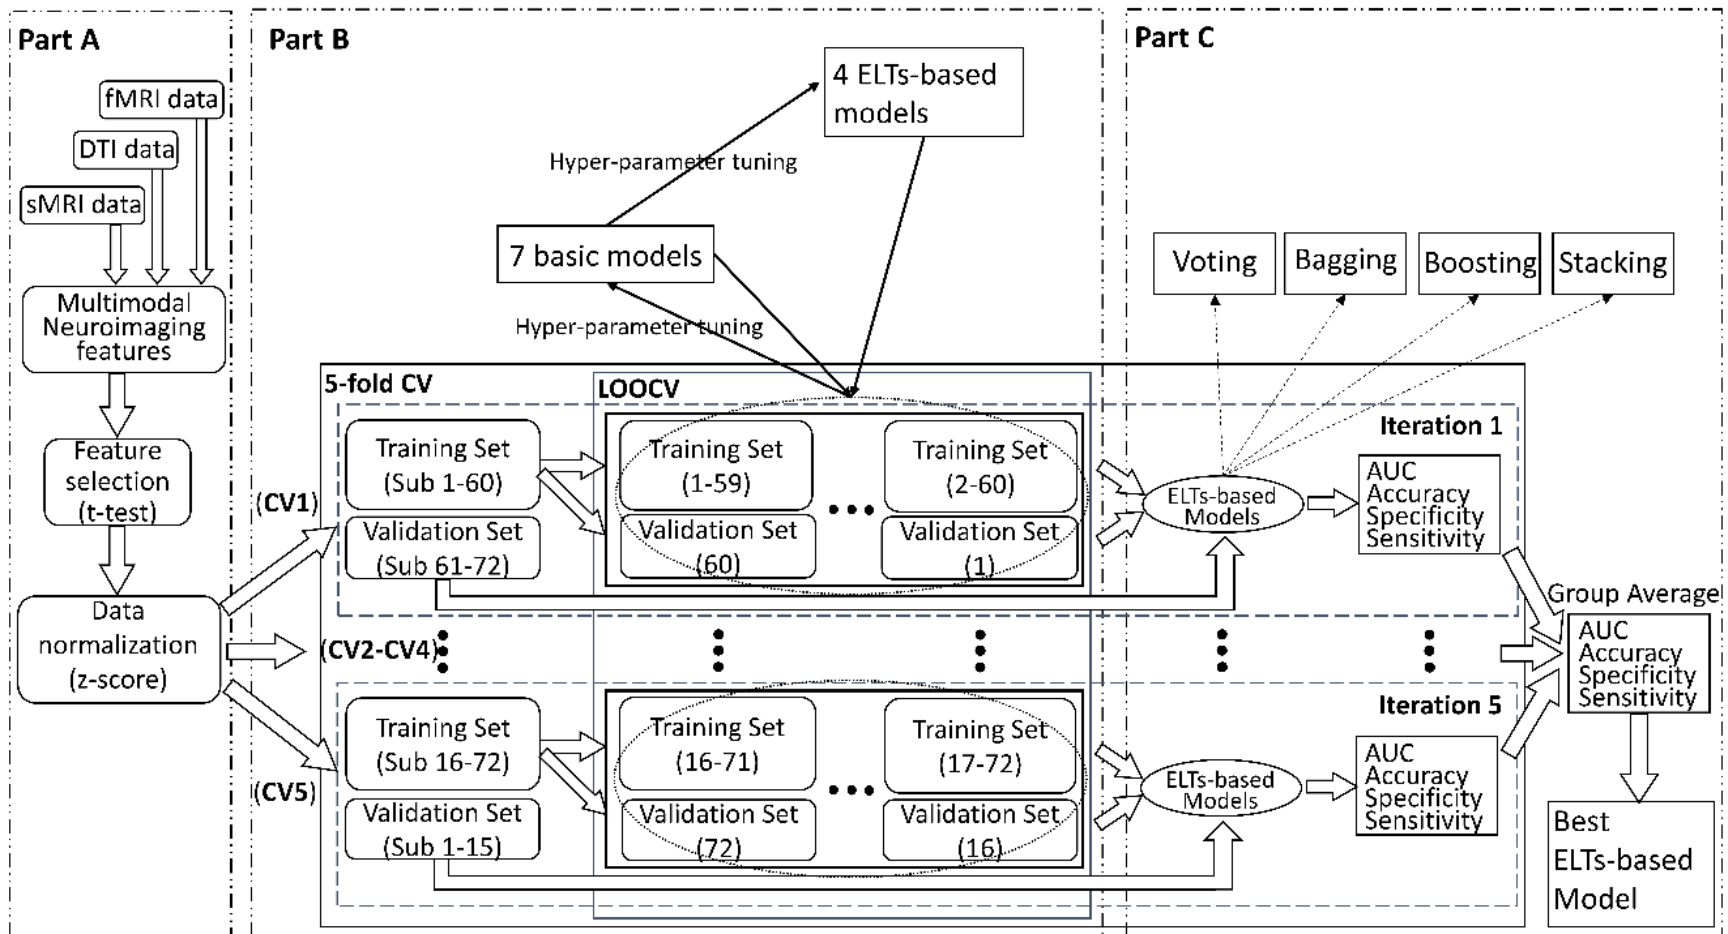 Part A
fMRI data
DTI data
sMRI data
Multimodal
Neuroimaging
features
Feature
selection
(t-test)
Data
normalization
(z-score)
Part B
4 ELTs-based
models
Hyper-parameter tuning
7 basic models
Hyper-parameter tuning
5-fold CV
LOOCV
(CV1)
Training Set
(Sub 1-60)
Validation Set
(Sub 61-72)
Training Set
(1-59)
Validation Set
(60)
Training Set
(2-60)
Validation Set
(1)
(CV2-CV4)
(CV5)
Training Set
(Sub 16-72)
Validation Set
(Sub 1-15)
Training Set
(16-71)
Validation Set
(72)
Training Set
(17-72)
Validation Set
(16)
Part C
Voting
Bagging
Boosting
Stacking
Iteration 1
ELTs-based
Models
AUC
Accuracy
Specificity
Sensitivity
Iteration 5
ELTs-based
Models
AUC
Accuracy
Specificity
Sensitivity
Group Average
AUC
Accuracy
Specificity
Sensitivity
Best
ELTs-based
Model